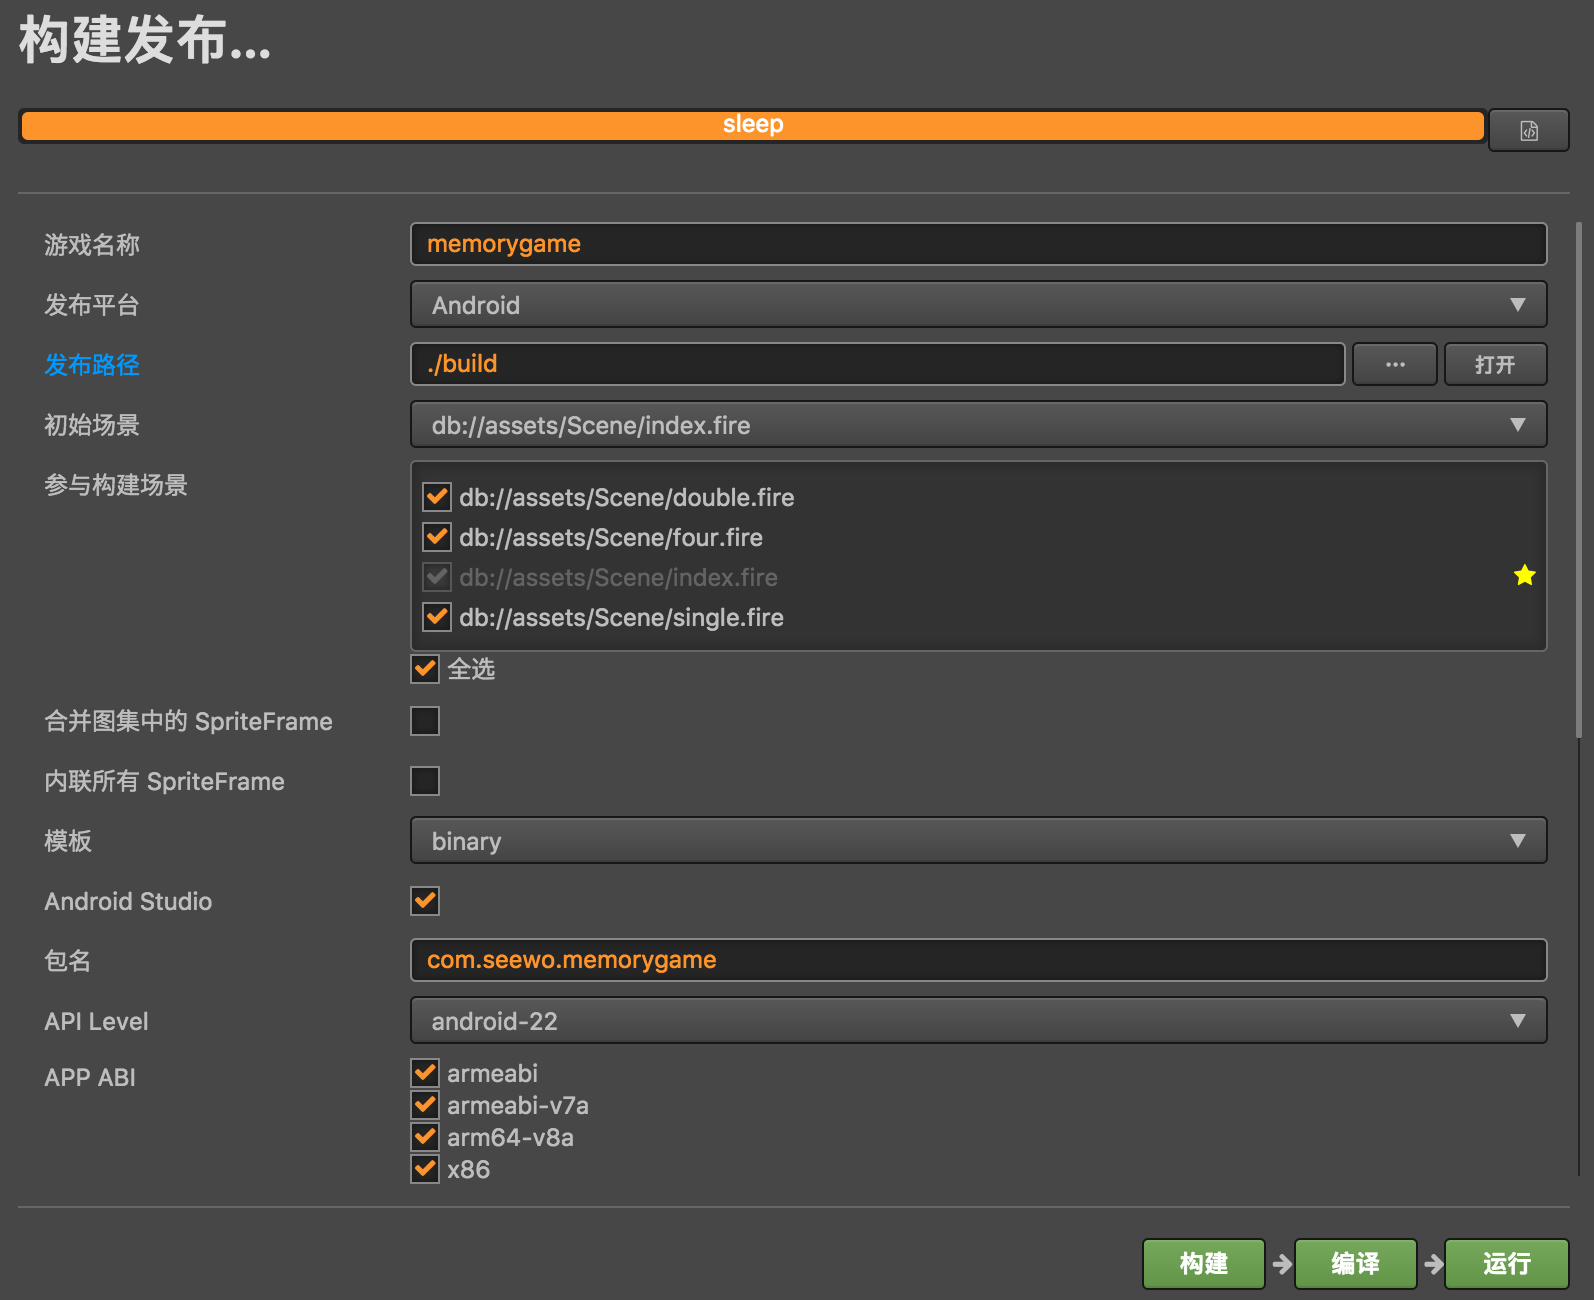 构建发布...
sleep
游戏名称 memorygame
发布平台 Android
发布路径 ./build ... 打开
初始场景 db://assets/Scene/index.fire
参与构建场景
db://assets/Scene/double.fire
db://assets/Scene/four.fire
db://assets/Scene/index.fire
db://assets/Scene/single.fire
全选
合并图集中的 SpriteFrame
内联所有 SpriteFrame
模板 binary
Android Studio
包名 com.seewo.memorygame
API Level android-22
APP ABI armeabi
armeabi-v7a
arm64-v8a
x86
构建 编译 运行